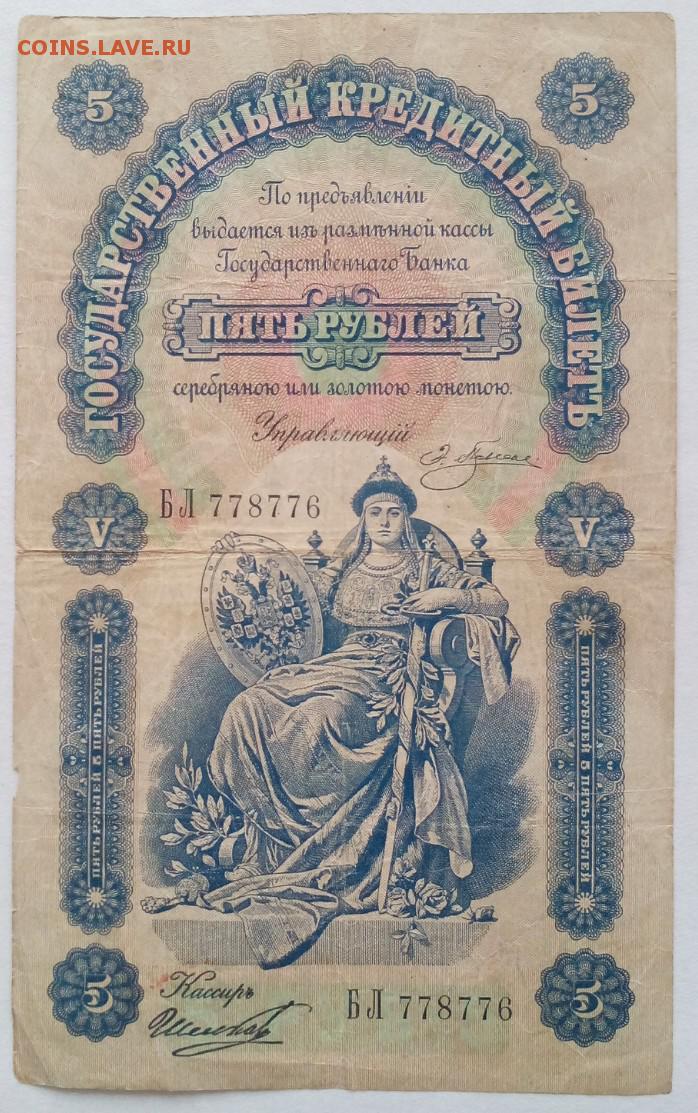 COINS.LAVE.RU
5 5
ГОСУДАРСТВЕННЫЙ КРЕДИТНЫЙ БИЛЕТЪ
По предъявленіи
выдается изъ размѣнной кассы
Государственнаго Банка
ПЯТЬ РУБЛЕЙ
серебряною или золотою монетою.
Управляющій
БЛ 778776
V V
ПЯТЬ РУБЛЕЙ 5 ПЯТЬ РУБЛЕЙ
ПЯТЬ РУБЛЕЙ 5 ПЯТЬ РУБЛЕЙ
5 5
Кассиръ
БЛ 778776